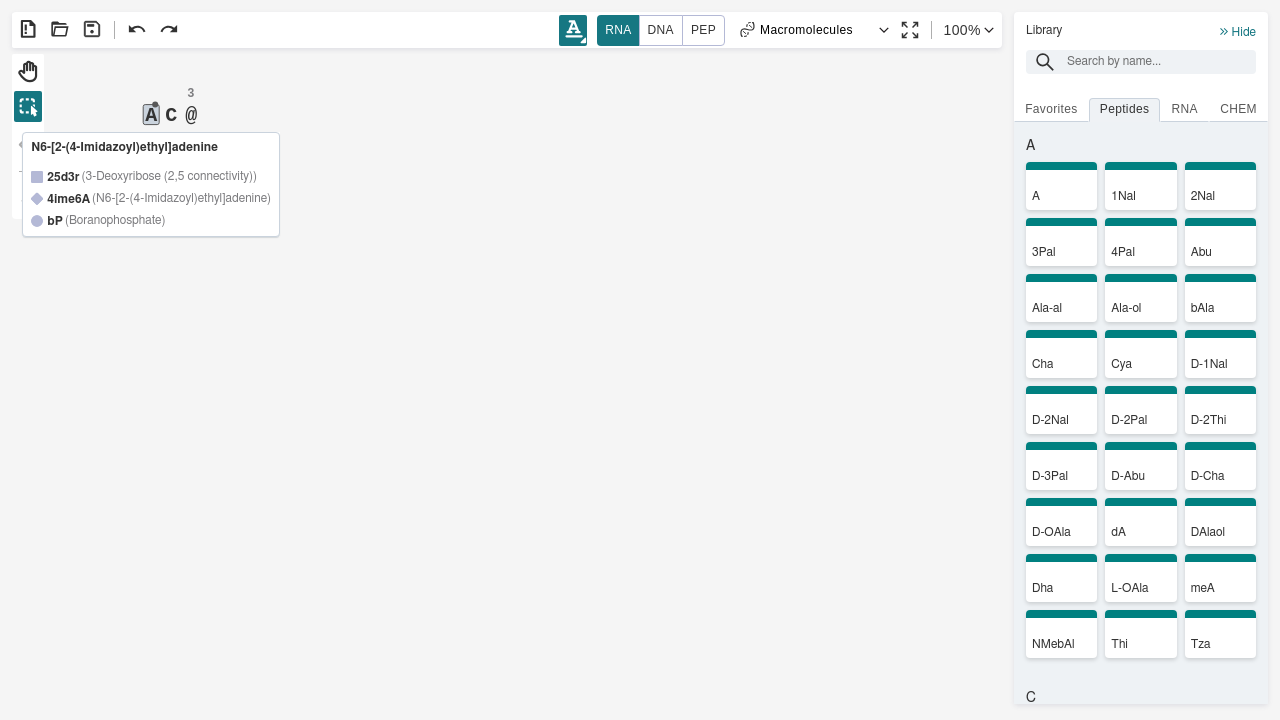 A RNA DNA PEP Macromolecules 100%
Library
Hide
Search by name...
Favorites Peptides RNA CHEM
3
A C @
N6-[2-(4-Imidazoyl)ethyl]adenine
25d3r (3-Deoxyribose (2,5 connectivity))
4ime6A (N6-[2-(4-Imidazoyl)ethyl]adenine)
bP (Boranophosphate)
A
A 1Nal 2Nal
3Pal 4Pal Abu
Ala-al Ala-ol bAla
Cha Cya D-1Nal
D-2Nal D-2Pal D-2Thi
D-3Pal D-Abu D-Cha
D-OAla dA DAlaol
Dha L-OAla meA
NMebAl Thi Tza
C